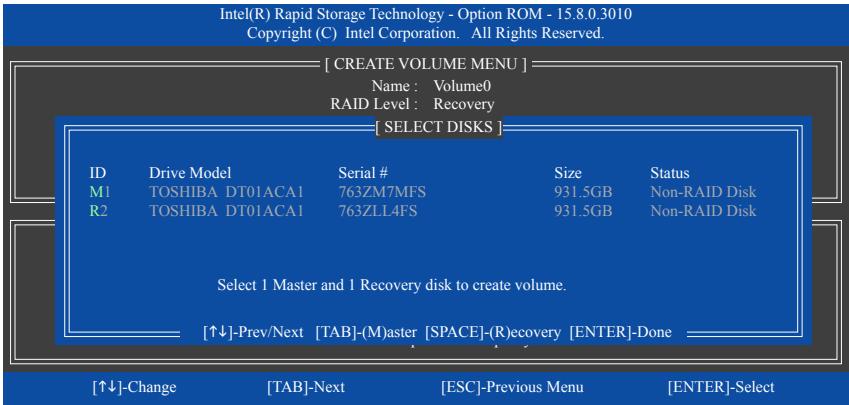 Intel(R) Rapid Storage Technology - Option ROM - 15.8.0.3010
Copyright (C) Intel Corporation. All Rights Reserved.
[ CREATE VOLUME MENU ]
Name : Volume0
RAID Level : Recovery
[ SELECT DISKS ]
ID Drive Model Serial # Size Status
M1 TOSHIBA DT01ACA1 763ZM7MFS 931.5GB Non-RAID Disk
R2 TOSHIBA DT01ACA1 763ZLL4FS 931.5GB Non-RAID Disk
Select 1 Master and 1 Recovery disk to create volume.
[↑↓]-Prev/Next [TAB]-(M)aster [SPACE]-(R)ecovery [ENTER]-Done
[↑↓]-Change [TAB]-Next [ESC]-Previous Menu [ENTER]-Select